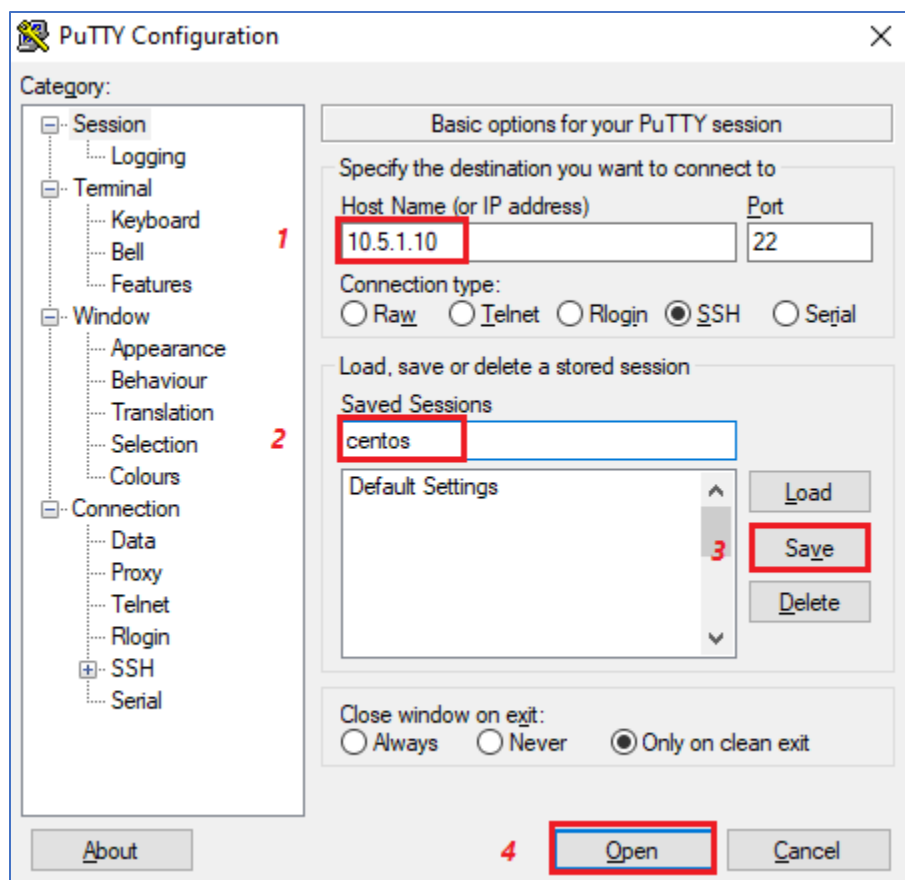 PuTTY Configuration
Category:
Session
Logging
Terminal
Keyboard
Bell
Features
Window
Appearance
Behaviour
Translation
Selection
Colours
Connection
Data
Proxy
Telnet
Rlogin
SSH
Serial
Basic options for your PuTTY session
Specify the destination you want to connect to
Host Name (or IP address) Port
1 10.5.1.10 22
Connection type:
Raw Telnet Rlogin SSH Serial
Load, save or delete a stored session
Saved Sessions
2 centos
Default Settings
Load
3 Save
Delete
Close window on exit:
Always Never Only on clean exit
About 4 Open Cancel